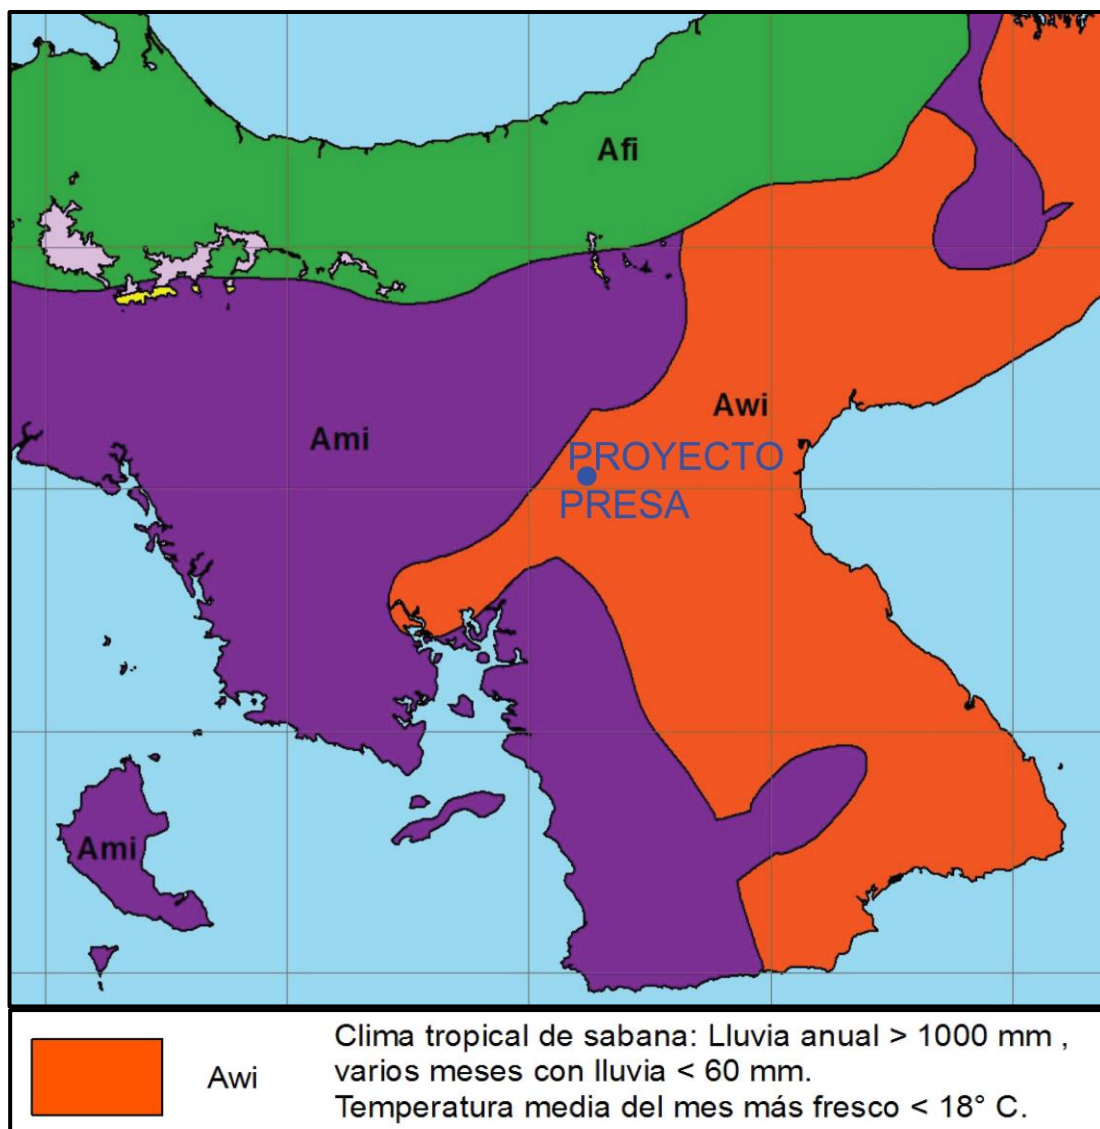 Afi
Awi
Ami
PROYECTO
PRESA
Ami
Awi
Clima tropical de sabana: Lluvia anual > 1000 mm ,
varios meses con lluvia < 60 mm.
Temperatura media del mes más fresco < 18° C.